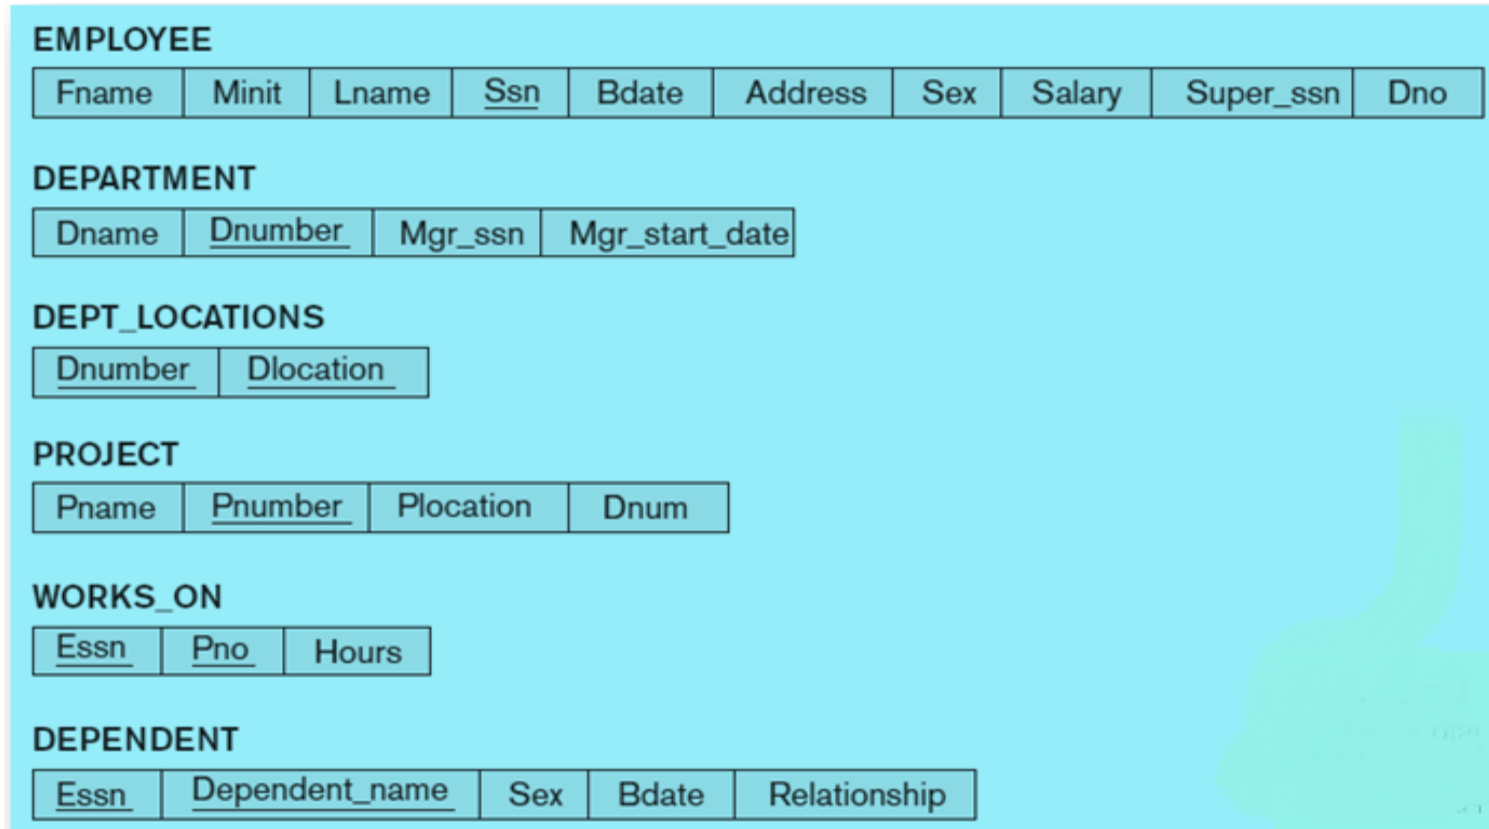 EMPLOYEE
Fname Minit Lname Ssn Bdate Address Sex Salary Super_ssn Dno
DEPARTMENT
Dname Dnumber Mgr_ssn Mgr_start_date
DEPT_LOCATIONS
Dnumber Dlocation
PROJECT
Pname Pnumber Plocation Dnum
WORKS_ON
Essn Pno Hours
DEPENDENT
Essn Dependent_name Sex Bdate Relationship